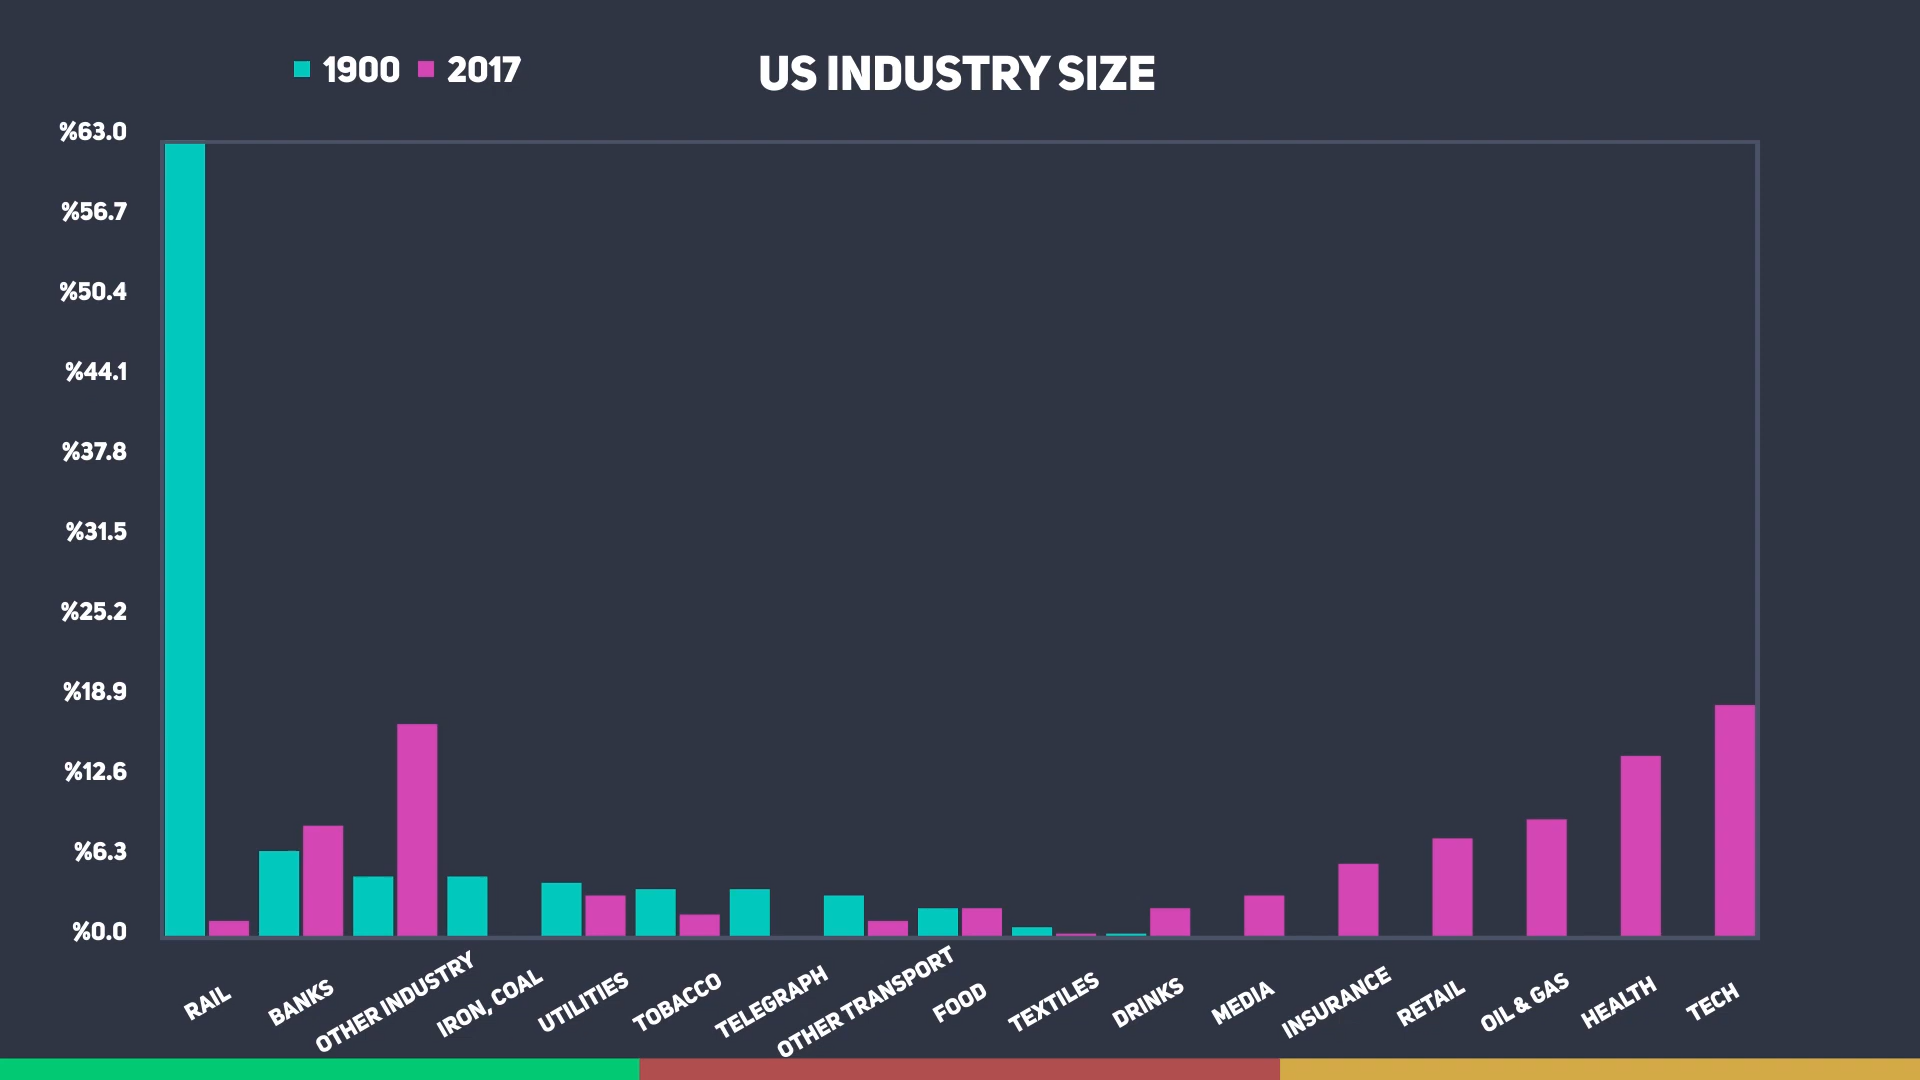 1900 2017
US INDUSTRY SIZE
%63.0
%56.7
%50.4
%44.1
%37.8
%31.5
%25.2
%18.9
%12.6
%6.3
%0.0
RAIL
BANKS
OTHER INDUSTRY
IRON, COAL
UTILITIES
TOBACCO
TELEGRAPH
OTHER TRANSPORT
FOOD
TEXTILES
DRINKS
MEDIA
INSURANCE
RETAIL
OIL & GAS
HEALTH
TECH